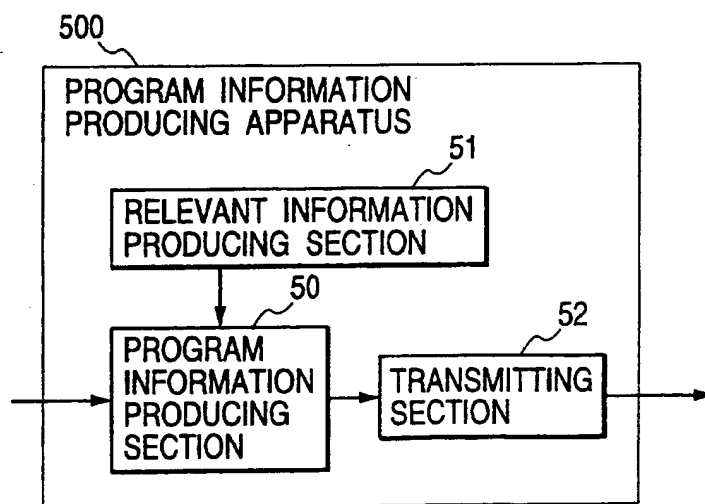 500
PROGRAM INFORMATION
PRODUCING APPARATUS
51
RELEVANT INFORMATION
PRODUCING SECTION
50
PROGRAM
INFORMATION
PRODUCING
SECTION
52
TRANSMITTING
SECTION